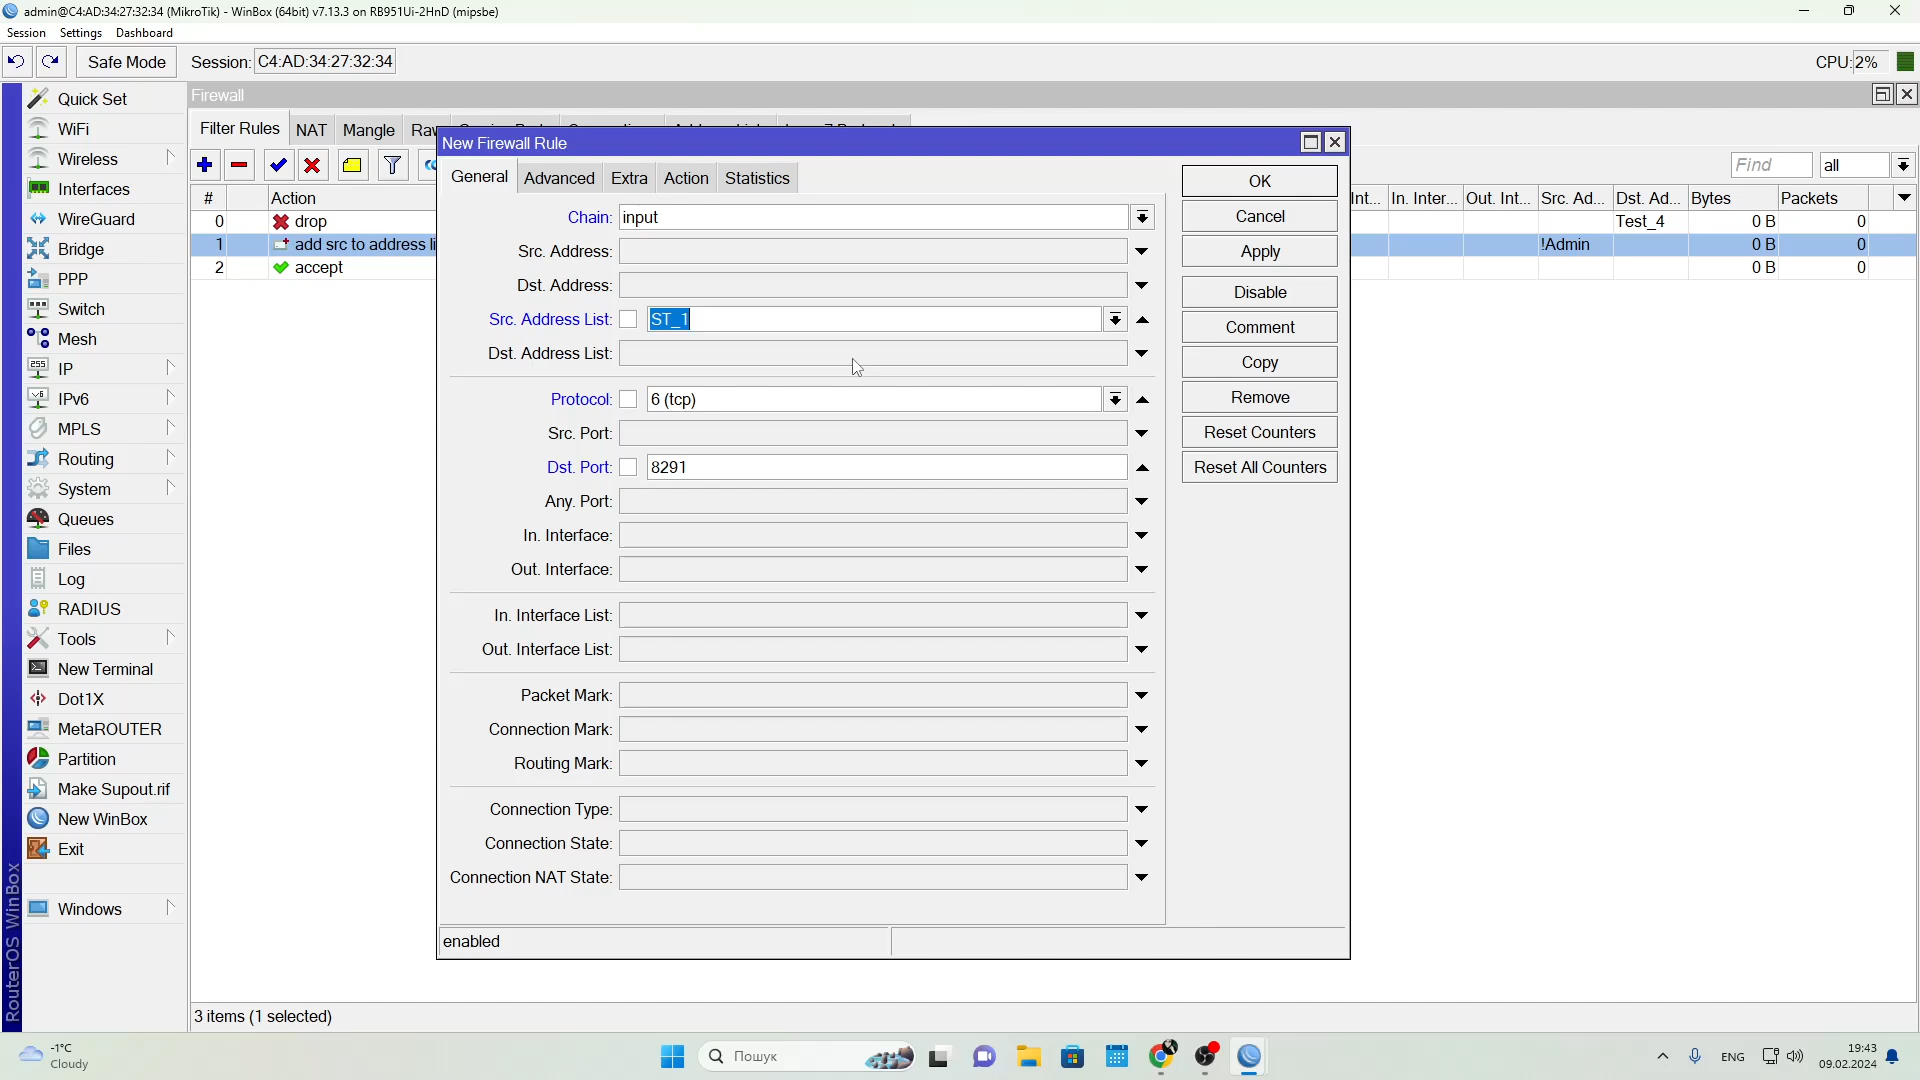 admin@C4:AD:34:27:32:34 (MikroTik) - WinBox (64bit) v7.13.3 on RB951Ui-2HnD (mipsbe)
Session Settings Dashboard
Safe Mode Session: C4:AD:34:27:32:34 CPU: 2%
Firewall
Filter Rules NAT Mangle Raw
Find all
# Action Int... In. Inter... Out. Int... Src. Ad... Dst. Ad... Bytes Packets
0 drop Test_4 0 B 0
1 add src to address li !Admin 0 B 0
2 accept 0 B 0
Quick Set
WiFi
Wireless
Interfaces
WireGuard
Bridge
PPP
Switch
Mesh
IP
IPv6
MPLS
Routing
System
Queues
Files
Log
RADIUS
Tools
New Terminal
Dot1X
MetaROUTER
Partition
Make Supout.rif
New WinBox
Exit
Windows
RouterOS WinBox
New Firewall Rule
General Advanced Extra Action Statistics
Chain: input
Src. Address:
Dst. Address:
Src. Address List: ST_1
Dst. Address List:
Protocol: 6 (tcp)
Src. Port:
Dst. Port: 8291
Any. Port:
In. Interface:
Out. Interface:
In. Interface List:
Out. Interface List:
Packet Mark:
Connection Mark:
Routing Mark:
Connection Type:
Connection State:
Connection NAT State:
enabled
OK
Cancel
Apply
Disable
Comment
Copy
Remove
Reset Counters
Reset All Counters
3 items (1 selected)
-1°C
Cloudy
Пошук
ENG
19:43
09.02.2024